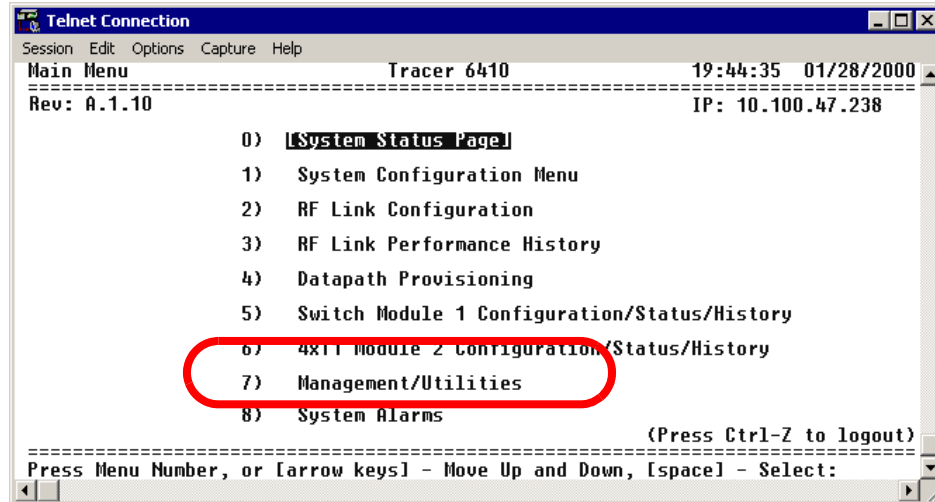 Telnet Connection
Session Edit Options Capture Help
Main Menu Tracer 6410 19:44:35 01/28/2000
Rev: A.1.10 IP: 10.100.47.238
0) [System Status Page]
1) System Configuration Menu
2) RF Link Configuration
3) RF Link Performance History
4) Datapath Provisioning
5) Switch Module 1 Configuration/Status/History
6) 4xT1 Module 2 Configuration/Status/History
7) Management/Utilities
8) System Alarms
(Press Ctrl-Z to logout)
Press Menu Number, or [arrow keys] - Move Up and Down, [space] - Select: